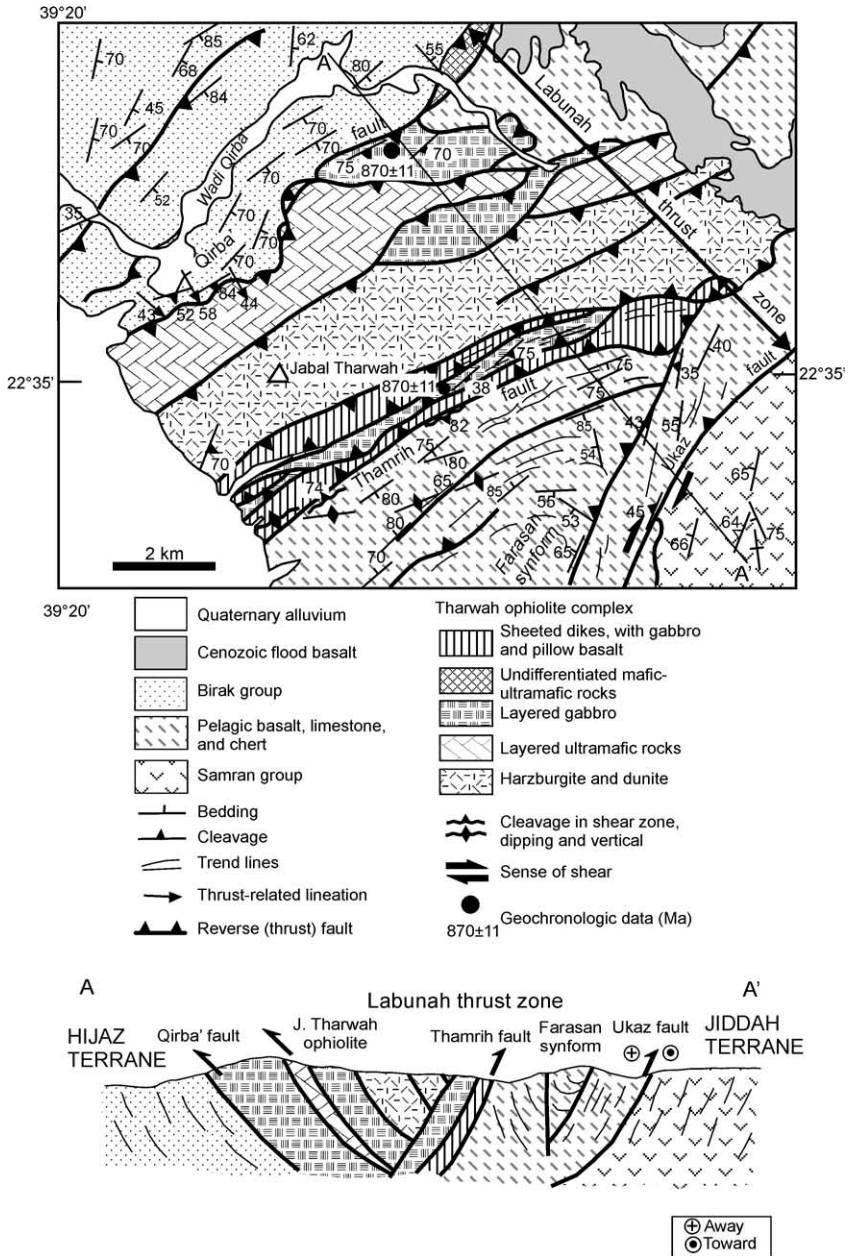 39°20'
85
62
A
55
70
68
80
84
Labunah
45
70
fault
70
70
70
75
70
Wadi Qirba'
70
870±11
70
52
70
35
70
thrust
Qirba'
70
70
84
43
52
58
44
zone
40
Jabal Tharwah
75
75
22°35'
870±11
38
35
22°35'
fault
75
fault
82
43
55
Ukaz
75
85
70
Thamrih
80
54
65
65
74
80
85
55
45
64
53
75
80
Farasan
synform
66
70
65
2 km
A'
39°20'
Quaternary alluvium
Cenozoic flood basalt
Birak group
Pelagic basalt, limestone,
and chert
Samran group
Bedding
Cleavage
Trend lines
Thrust-related lineation
Reverse (thrust) fault
Tharwah ophiolite complex
Sheeted dikes, with gabbro
and pillow basalt
Undifferentiated mafic-
ultramafic rocks
Layered gabbro
Layered ultramafic rocks
Harzburgite and dunite
Cleavage in shear zone,
dipping and vertical
Sense of shear
Geochronologic data (Ma)
870±11
A
A'
Labunah thrust zone
HIJAZ
TERRANE
Qirba' fault
J. Tharwah
ophiolite
Thamrih fault
Farasan
synform
Ukaz fault
JIDDAH
TERRANE
Away
Toward